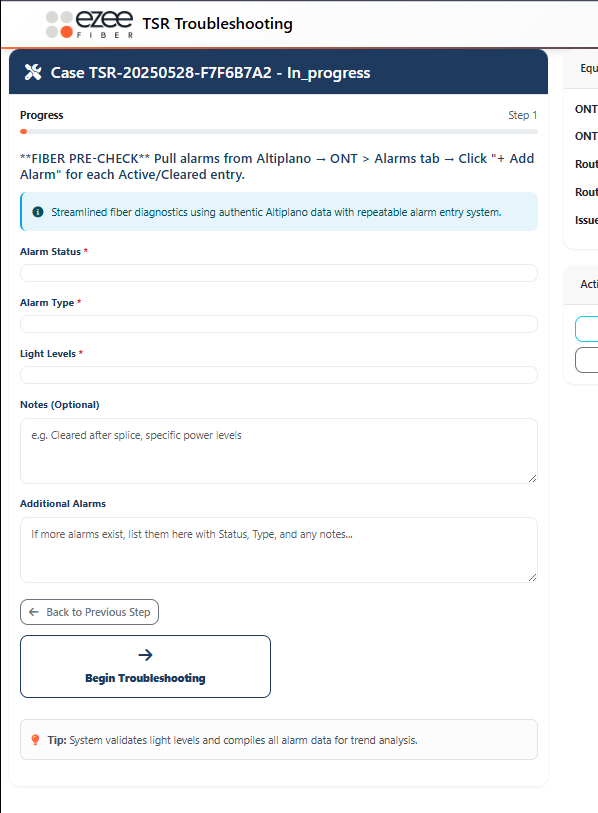 ezee
FIBER
TSR Troubleshooting
Case TSR-20250528-F7F6B7A2 - In_progress
Progress
Step 1
**FIBER PRE-CHECK** Pull alarms from Altiplano → ONT > Alarms tab → Click "+ Add
Alarm" for each Active/Cleared entry.
Streamlined fiber diagnostics using authentic Altiplano data with repeatable alarm entry system.
Alarm Status *
Alarm Type *
Light Levels *
Notes (Optional)
e.g. Cleared after splice, specific power levels
Additional Alarms
If more alarms exist, list them here with Status, Type, and any notes...
← Back to Previous Step
→
Begin Troubleshooting
Tip: System validates light levels and compiles all alarm data for trend analysis.
Equ
ONT
ONT
Rout
Rout
Issue
Acti